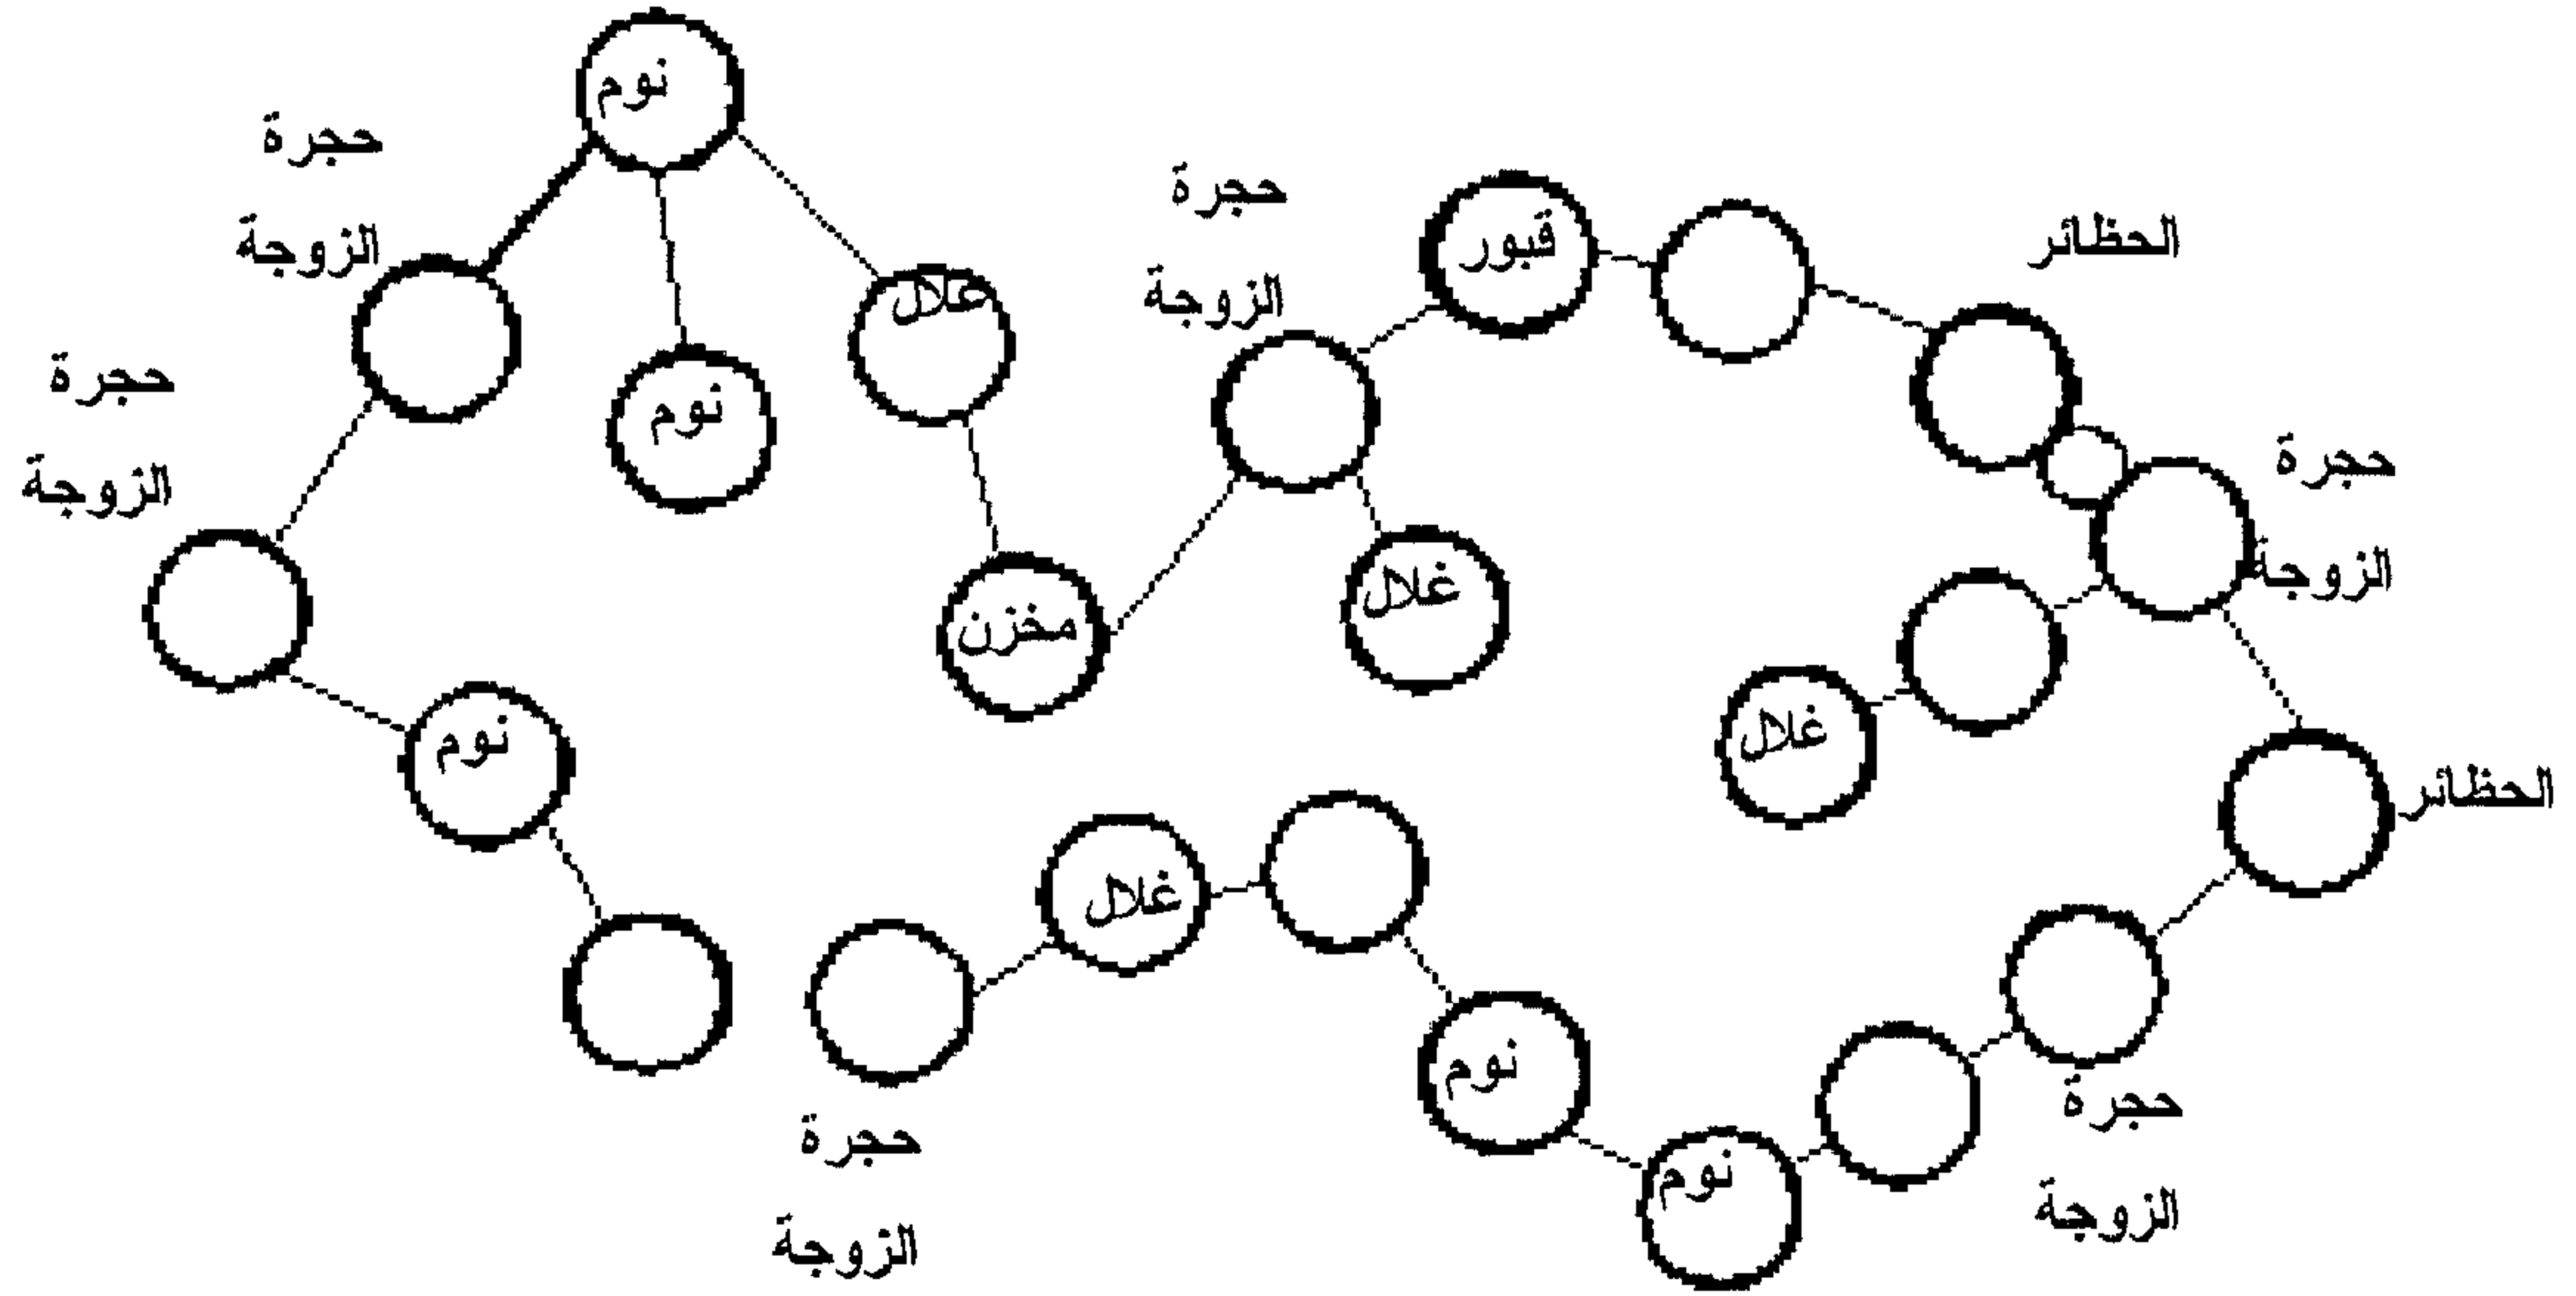 نوم
حجرة
الزوجة
حجرة
الزوجة
قبور
الحظائر
غلال
حجرة
الزوجة
نوم
حجرة
الزوجة
غلال
مخزن
نوم
غلال
الحظائر
غلال
نوم
حجرة
الزوجة
نوم
حجرة
الزوجة